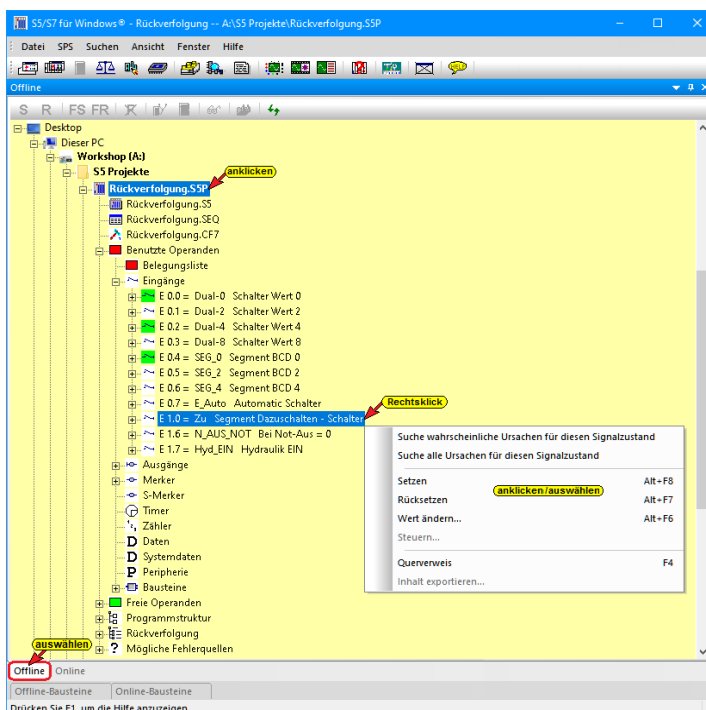 S5/S7 für Windows® - Rückverfolgung -- A:\S5 Projekte\Rückverfolgung.S5P
Datei SPS Suchen Ansicht Fenster Hilfe
Offline
S R FS FR
Desktop
Dieser PC
Workshop (A:)
S5 Projekte
anklicken
Rückverfolgung.S5P
Rückverfolgung.S5
Rückverfolgung.SEQ
Rückverfolgung.CF7
Benutzte Operanden
Belegungsliste
Eingänge
E 0.0 = Dual-0 Schalter Wert 0
E 0.1 = Dual-2 Schalter Wert 2
E 0.2 = Dual-4 Schalter Wert 4
E 0.3 = Dual-8 Schalter Wert 8
E 0.4 = SEG_0 Segment BCD 0
E 0.5 = SEG_2 Segment BCD 2
E 0.6 = SEG_4 Segment BCD 4
E 0.7 = E_Auto Automatic Schalter
Rechtsklick
E 1.0 = Zu Segment Dazuschalten - Schalter
E 1.6 = N_AUS_NOT Bei Not-Aus = 0
E 1.7 = Hyd_EIN Hydraulik EIN
Suche wahrscheinliche Ursachen für diesen Signalzustand
Suche alle Ursachen für diesen Signalzustand
Setzen Alt+F8
anklicken/auswählen
Rücksetzen Alt+F7
Wert ändern... Alt+F6
Steuern...
Querverweis F4
Inhalt exportieren...
Ausgänge
Merker
S-Merker
Timer
Zähler
D Daten
D Systemdaten
P Peripherie
Bausteine
Freie Operanden
Programmstruktur
Rückverfolgung
auswählen
? Mögliche Fehlerquellen
Offline Online
Offline-Bausteine Online-Bausteine
Drücken Sie F1, um die Hilfe anzuzeigen